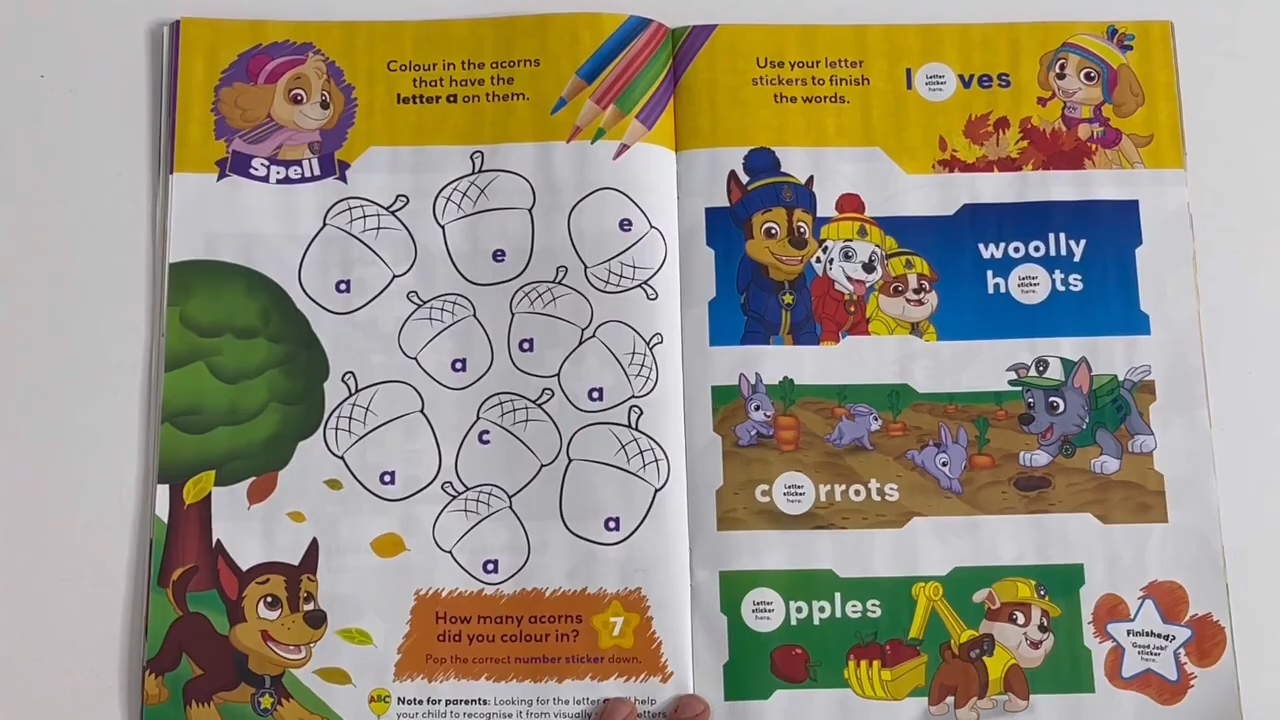 Colour in the acorns
that have the
letter a on them.
Spell
a
e
e
a
a
a
a
c
a
a
How many acorns
did you colour in?
7
Pop the correct number sticker down.
ABC
Note for parents: Looking for the letter
help
your child to recognise it from visually
Use your letter
stickers to finish
the words.
l Letter sticker here. ves
woolly
h Letter sticker here. ts
c Letter sticker here. rrots
Letter sticker here. pples
Finished?
'Good Job!'
sticker
here.